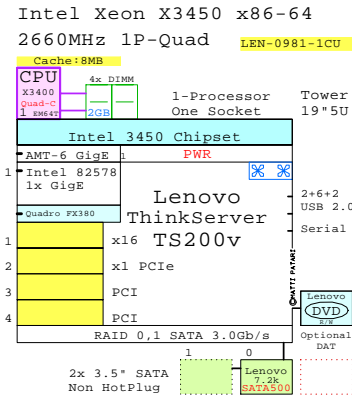 Intel Xeon X3450 x86-64
2660MHz 1P-Quad
LEN-0981-1CU
Cache:8MB
CPU
X3400
Quad-C
1 EM64T
4x DIMM
2GB
1-Processor
One Socket
Tower
19"5U
Intel 3450 Chipset
AMT-6 GigE
1
PWR
1
Intel 82578
1x GigE
Quadro FX380
Lenovo
ThinkServer
TS200v
2+6+2
USB 2.0
Serial
1
x16
2
x1 PCIe
3
PCI
4
PCI
©MATTI PATARI
RAID 0,1 SATA 3.0Gb/s
Lenovo
DVD
R/W
Optional
DAT
1
0
2x 3.5" SATA
Non HotPlug
Lenovo
7.2k
SATA500